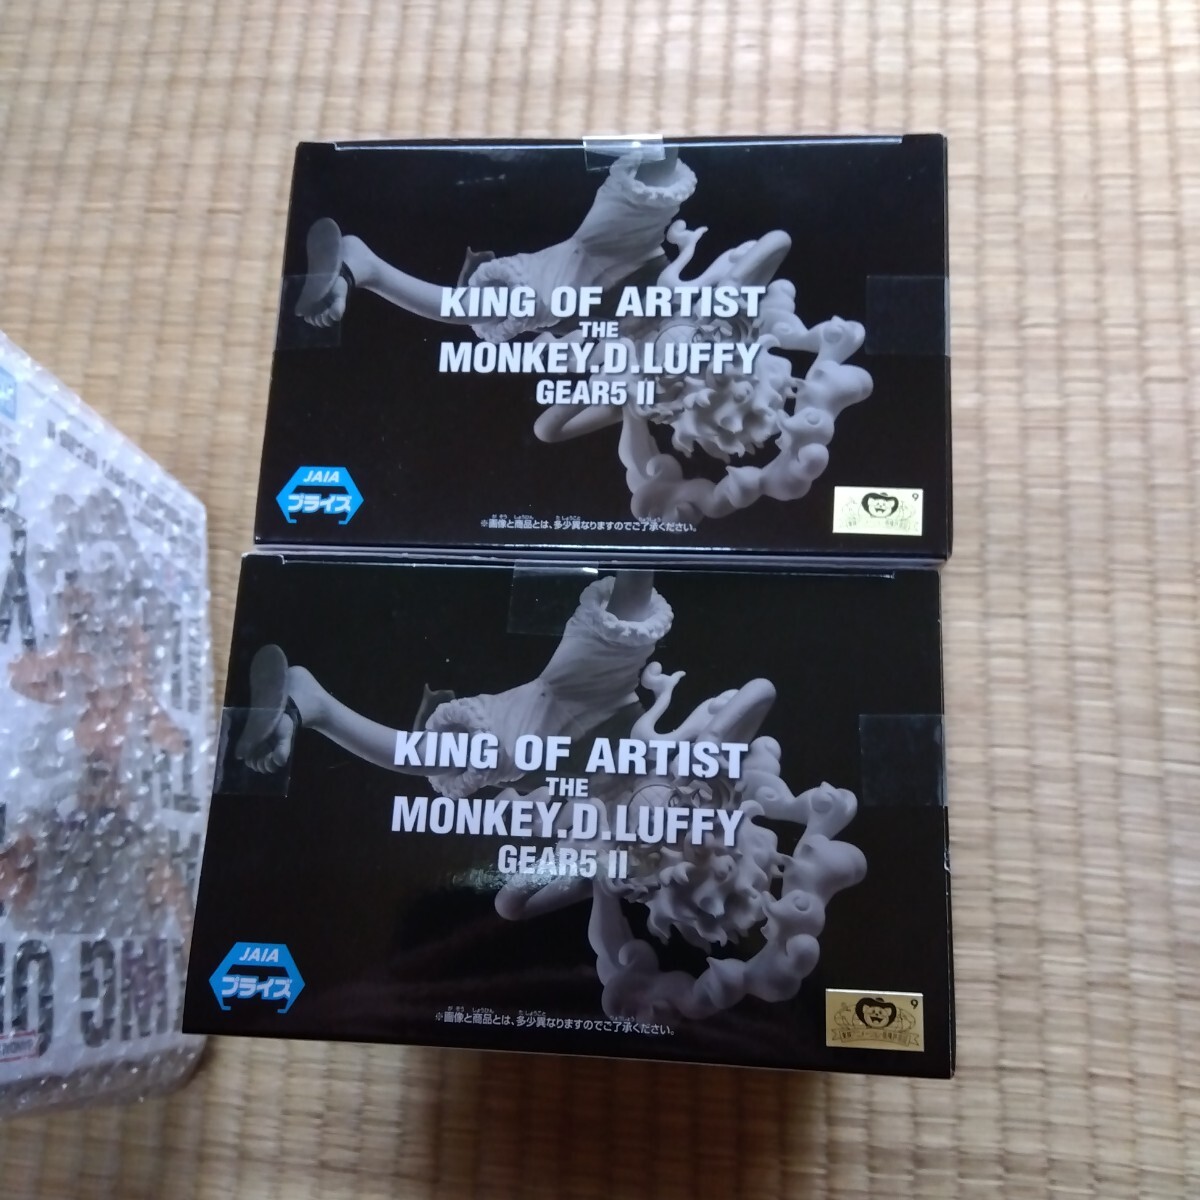 KING OF ARTIST
THE
MONKEY.D.LUFFY
GEAR5 II
JAIA
プライズ
※画像と商品とは、多少異なりますのでご了承ください。
9
KING OF ARTIST
THE
MONKEY.D.LUFFY
GEAR5 II
JAIA
プライズ
※画像と商品とは、多少異なりますのでご了承ください。
9